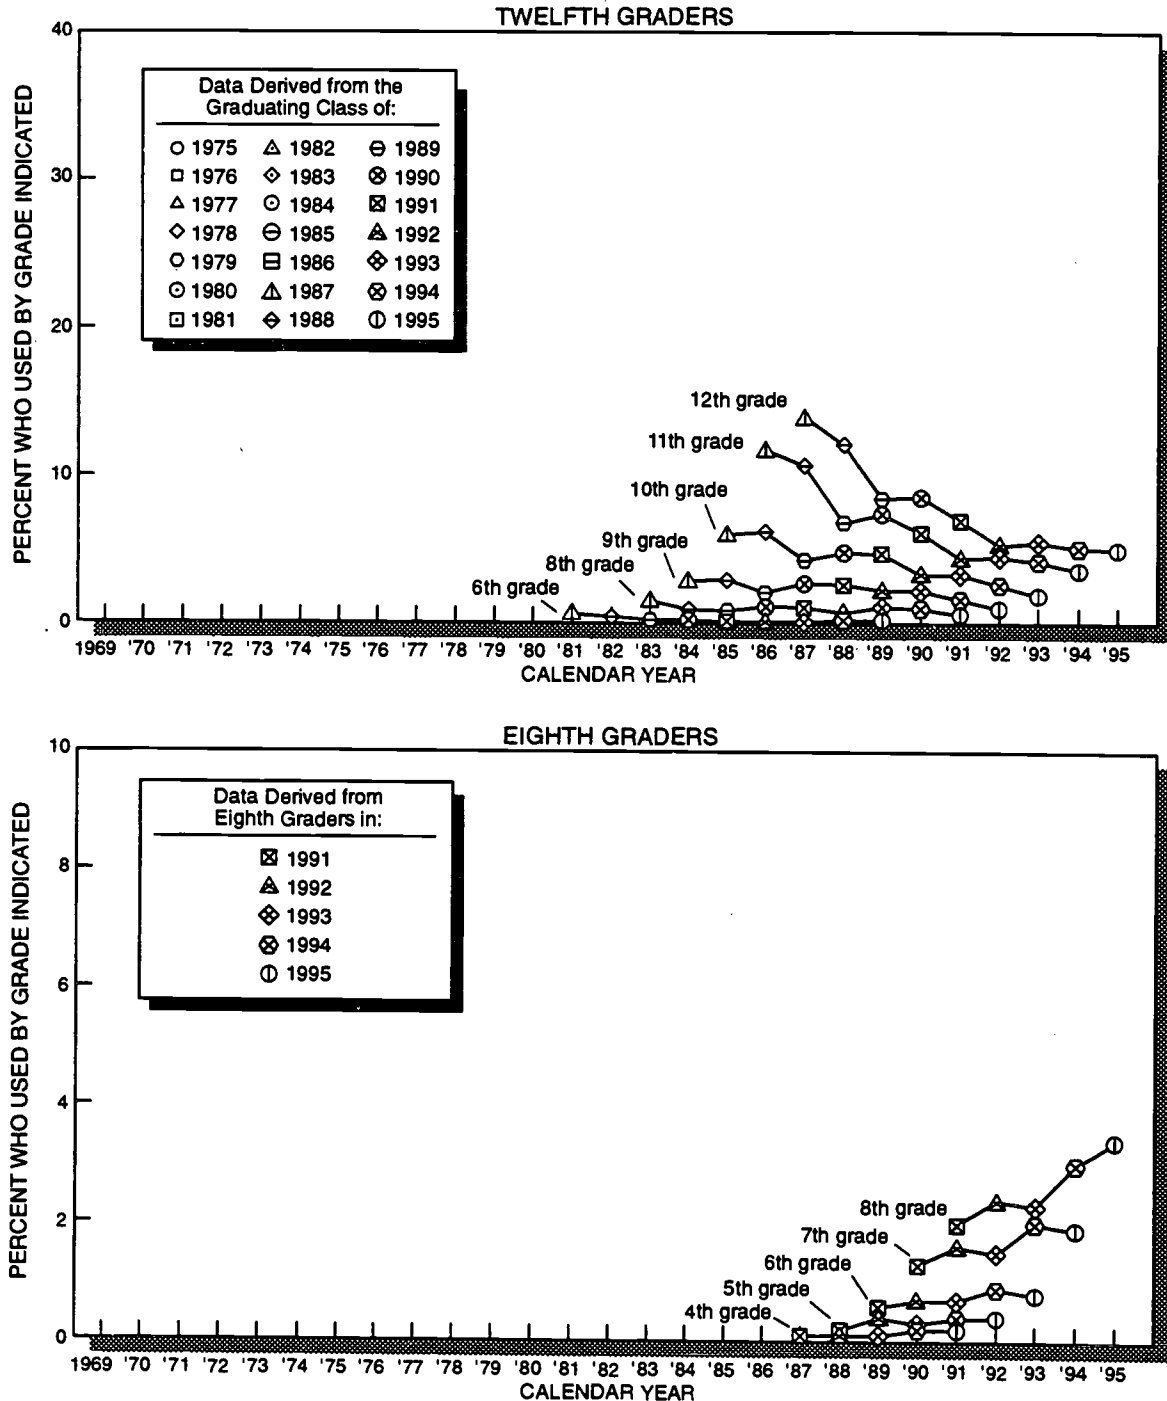 TWELFTH GRADERS
40
30
20
10
0
PERCENT WHO USED BY GRADE INDICATED
Data Derived from the
Graduating Class of:
1975 1982 1989
1976 1983 1990
1977 1984 1991
1978 1985 1992
1979 1986 1993
1980 1987 1994
1981 1988 1995
12th grade
11th grade
10th grade
9th grade
8th grade
6th grade
1969 '70 '71 '72 '73 '74 '75 '76 '77 '78 '79 '80 '81 '82 '83 '84 '85 '86 '87 '88 '89 '90 '91 '92 '93 '94 '95
CALENDAR YEAR
EIGHTH GRADERS
10
8
6
4
2
0
PERCENT WHO USED BY GRADE INDICATED
Data Derived from
Eighth Graders in:
1991
1992
1993
1994
1995
8th grade
7th grade
6th grade
5th grade
4th grade
1969 '70 '71 '72 '73 '74 '75 '76 '77 '78 '79 '80 '81 '82 '83 '84 '85 '86 '87 '88 '89 '90 '91 '92 '93 '94 '95
CALENDAR YEAR